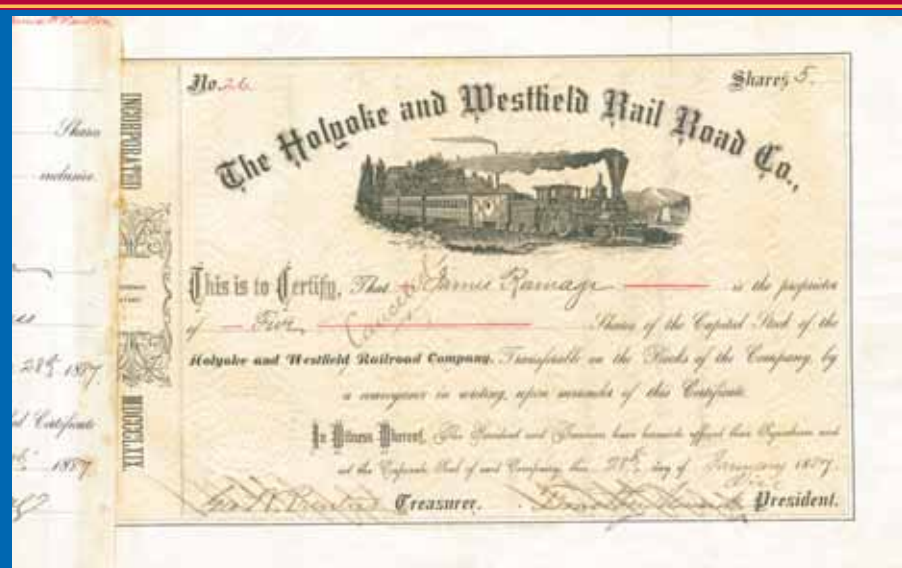 Shares
inclusive.
28th 1887
Certificate
1887
INCORPORATED
MDCCCLXIX
No. 26
Shares 5.
The Holyoke and Westfield Rail Road Co.,
This is to Certify, That James Ramage is the proprietor
of Five Shares of the Capital Stock of the
Cancelled
Holyoke and Westfield Railroad Company, Transferable on the Books of the Company, by
a conveyance in writing, upon surrender of this Certificate.
In Witness Whereof, The President and Treasurer have hereunto affixed their Signatures and
the Corporate Seal of said Company, this 28th day of January 1887.
Treasurer.
President.